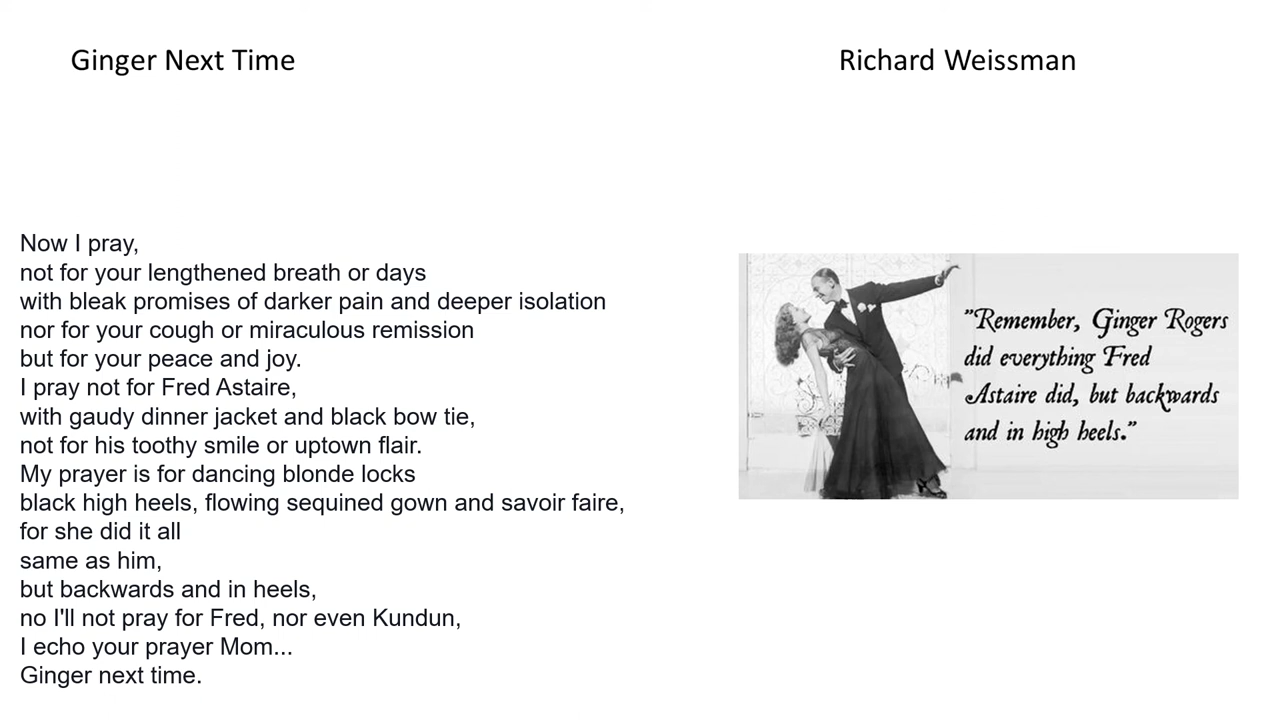 Ginger Next Time
Richard Weissman
Now I pray,
not for your lengthened breath or days
with bleak promises of darker pain and deeper isolation
nor for your cough or miraculous remission
but for your peace and joy.
I pray not for Fred Astaire,
with gaudy dinner jacket and black bow tie,
not for his toothy smile or uptown flair.
My prayer is for dancing blonde locks
black high heels, flowing sequined gown and savoir faire,
for she did it all
same as him,
but backwards and in heels,
no I'll not pray for Fred, nor even Kundun,
I echo your prayer Mom...
Ginger next time.
"Remember, Ginger Rogers
did everything Fred
Astaire did, but backwards
and in high heels."